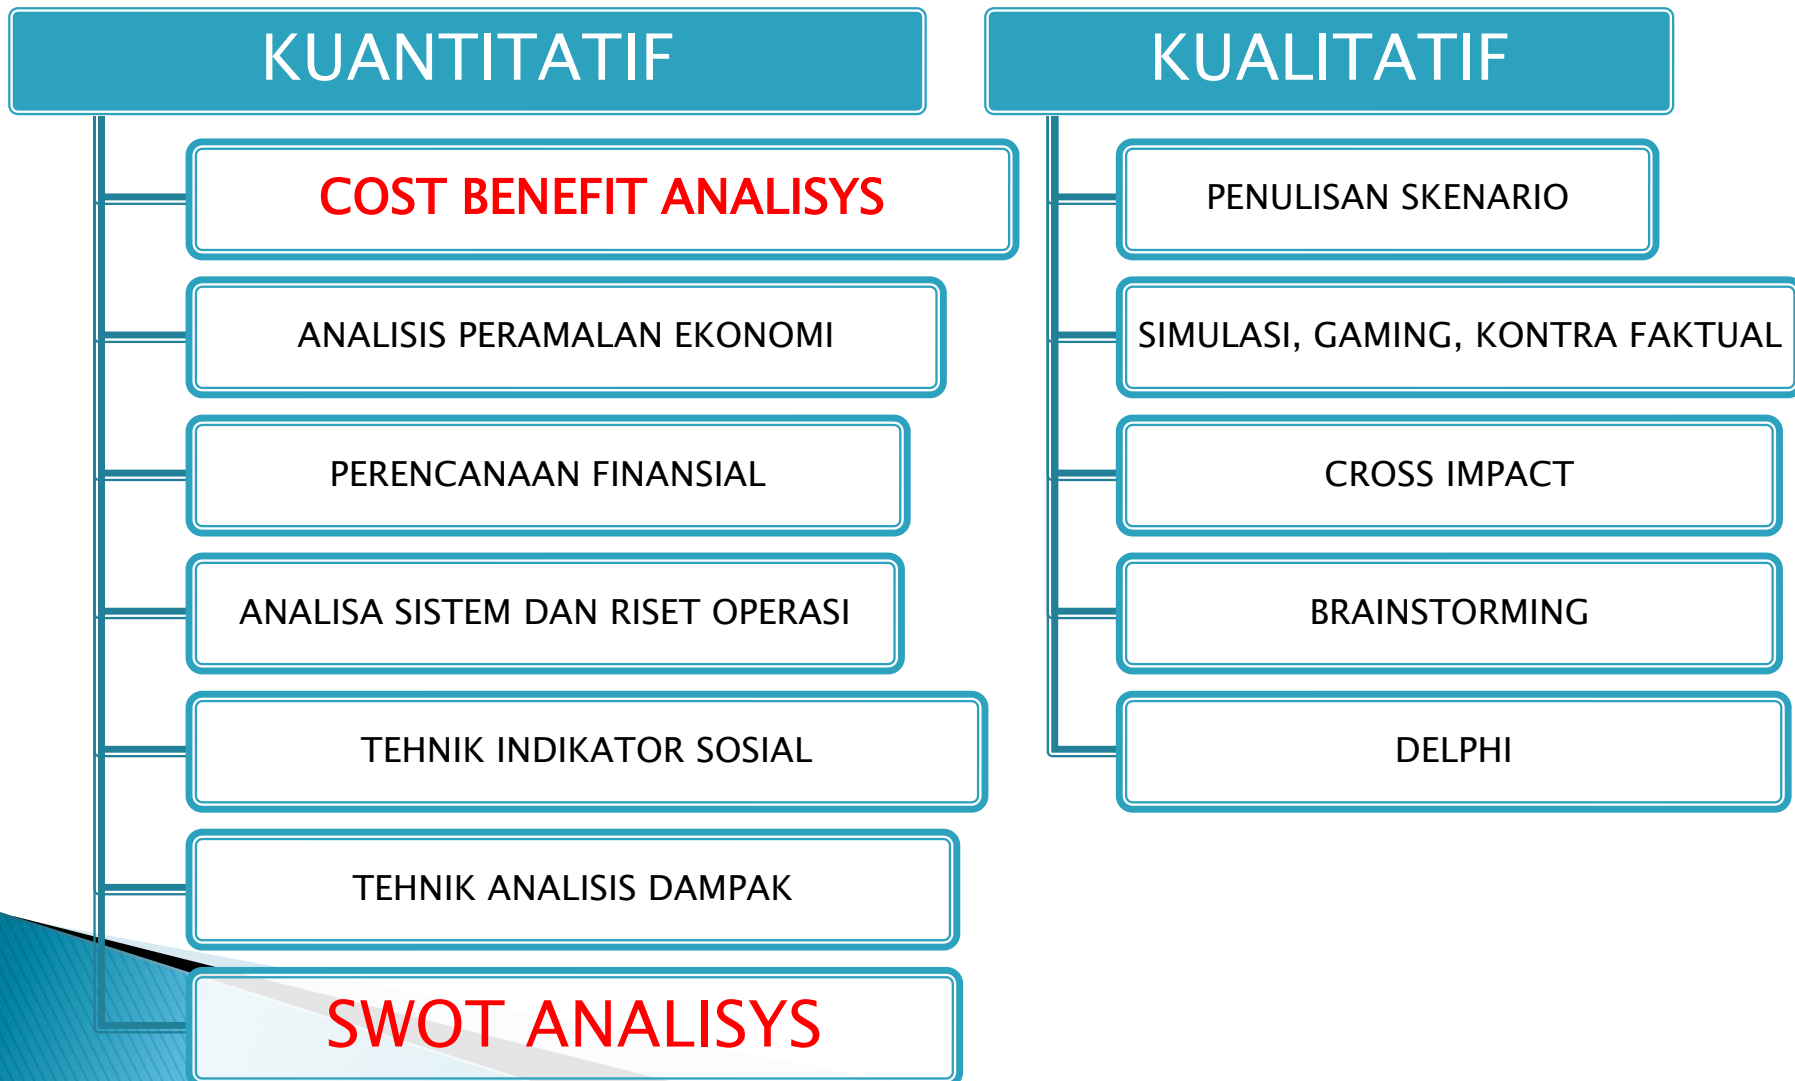 KUANTITATIF
COST BENEFIT ANALISYS
ANALISIS PERAMALAN EKONOMI
PERENCANAAN FINANSIAL
ANALISA SISTEM DAN RISET OPERASI
TEHNIK INDIKATOR SOSIAL
TEHNIK ANALISIS DAMPAK
SWOT ANALISYS
KUALITATIF
PENULISAN SKENARIO
SIMULASI, GAMING, KONTRA FAKTUAL
CROSS IMPACT
BRAINSTORMING
DELPHI